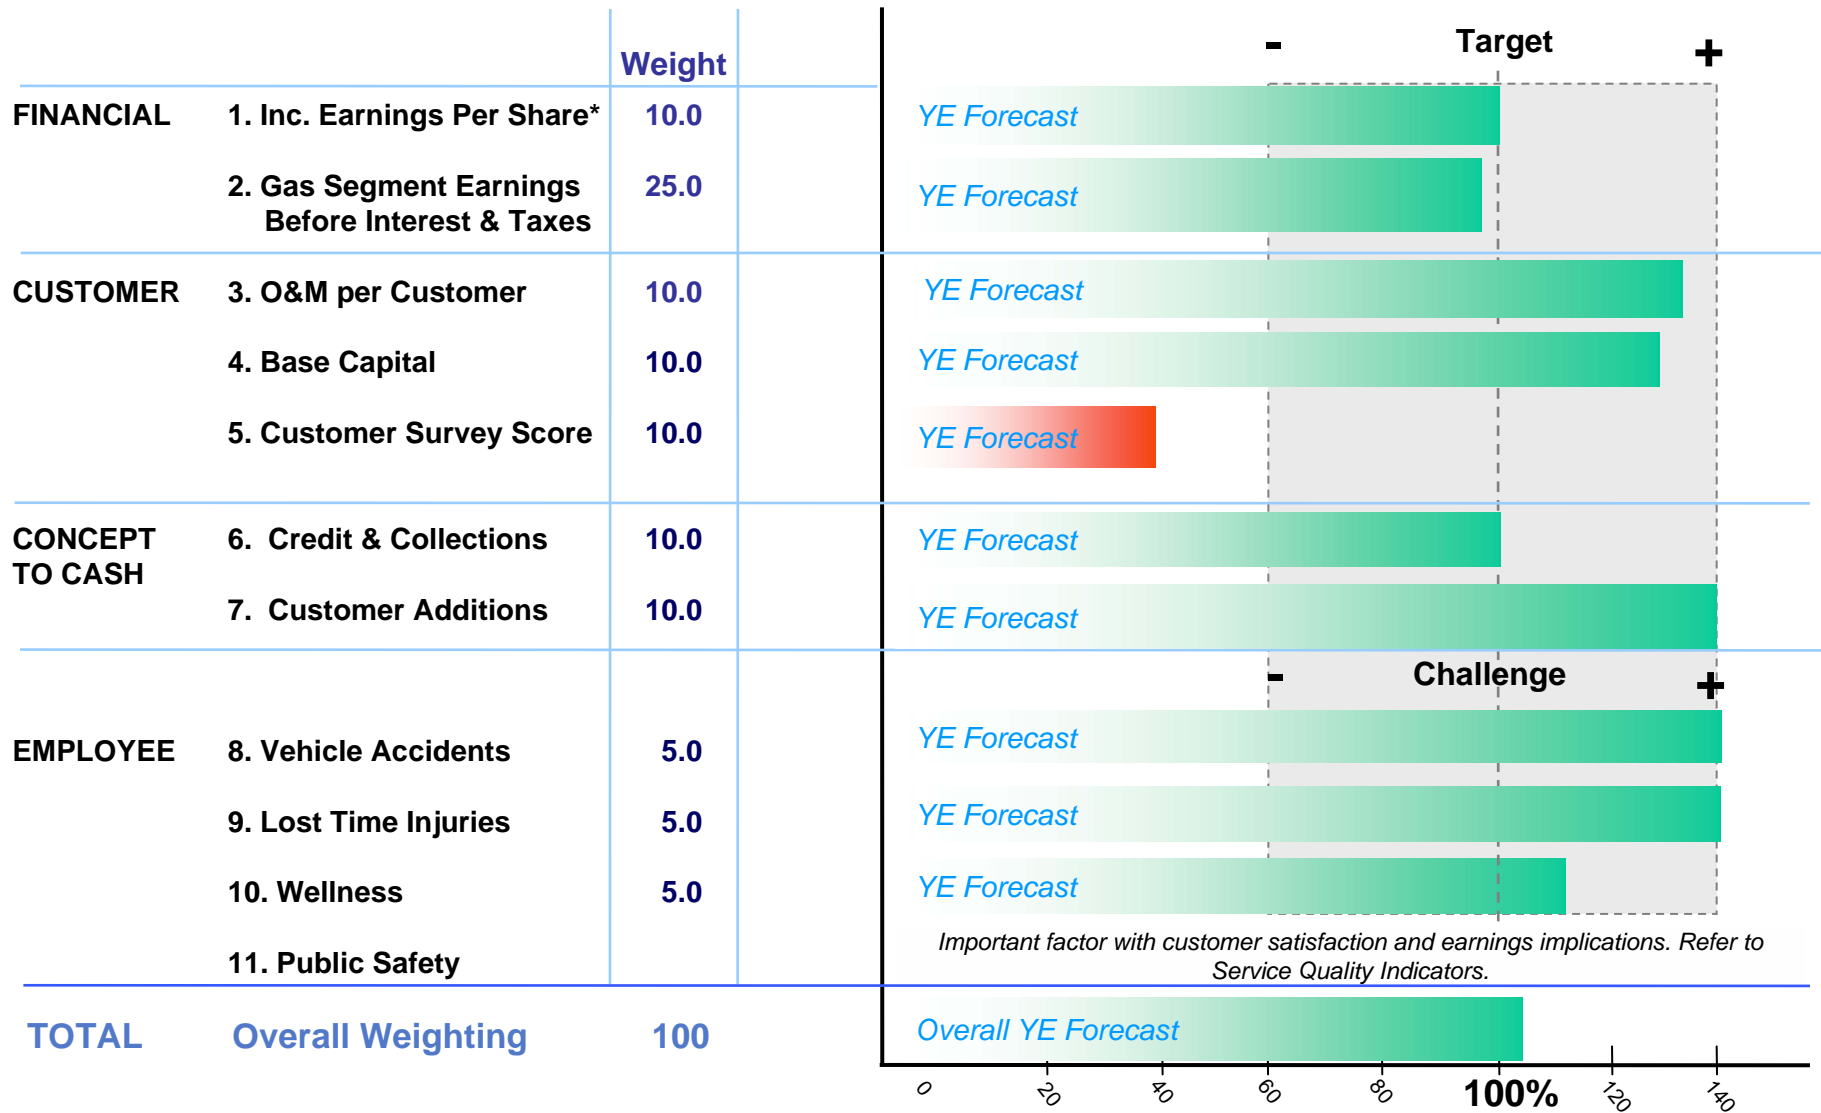 Weight
- Target +
FINANCIAL 1. Inc. Earnings Per Share* 10.0 YE Forecast
2. Gas Segment Earnings 25.0 YE Forecast
Before Interest & Taxes
CUSTOMER 3. O&M per Customer 10.0 YE Forecast
4. Base Capital 10.0 YE Forecast
5. Customer Survey Score 10.0 YE Forecast
CONCEPT 6. Credit & Collections 10.0 YE Forecast
TO CASH
7. Customer Additions 10.0 YE Forecast
- Challenge +
EMPLOYEE 8. Vehicle Accidents 5.0 YE Forecast
9. Lost Time Injuries 5.0 YE Forecast
10. Wellness 5.0 YE Forecast
11. Public Safety
Important factor with customer satisfaction and earnings implications. Refer to
Service Quality Indicators.
TOTAL Overall Weighting 100 Overall YE Forecast
0 20 40 60 80 100% 120 140